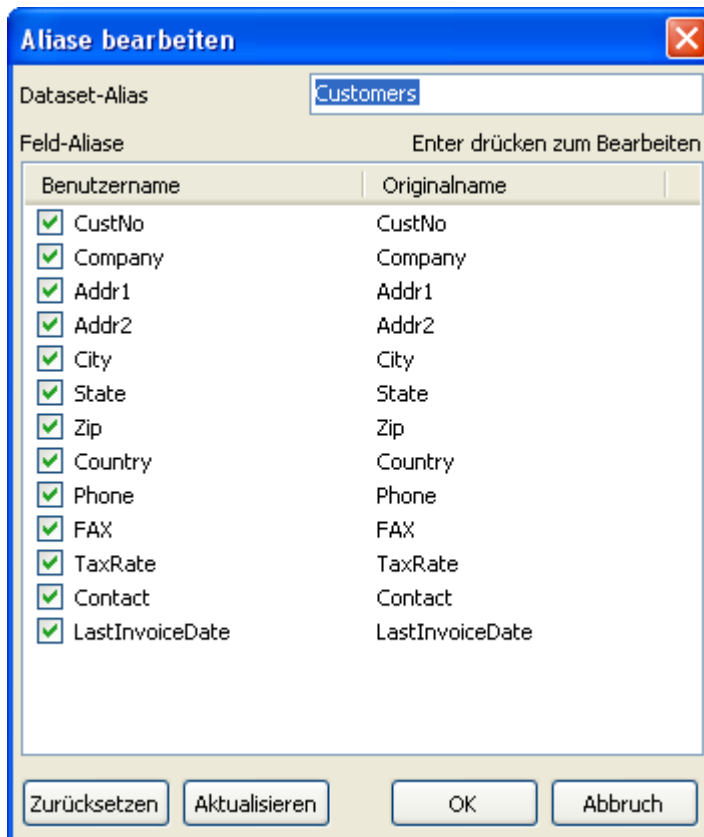 Aliase bearbeiten
Dataset-Alias Customers
Feld-Aliase Enter drücken zum Bearbeiten
Benutzername Originalname
CustNo CustNo
Company Company
Addr1 Addr1
Addr2 Addr2
City City
State State
Zip Zip
Country Country
Phone Phone
FAX FAX
TaxRate TaxRate
Contact Contact
LastInvoiceDate LastInvoiceDate
Zurücksetzen Aktualisieren OK Abbruch